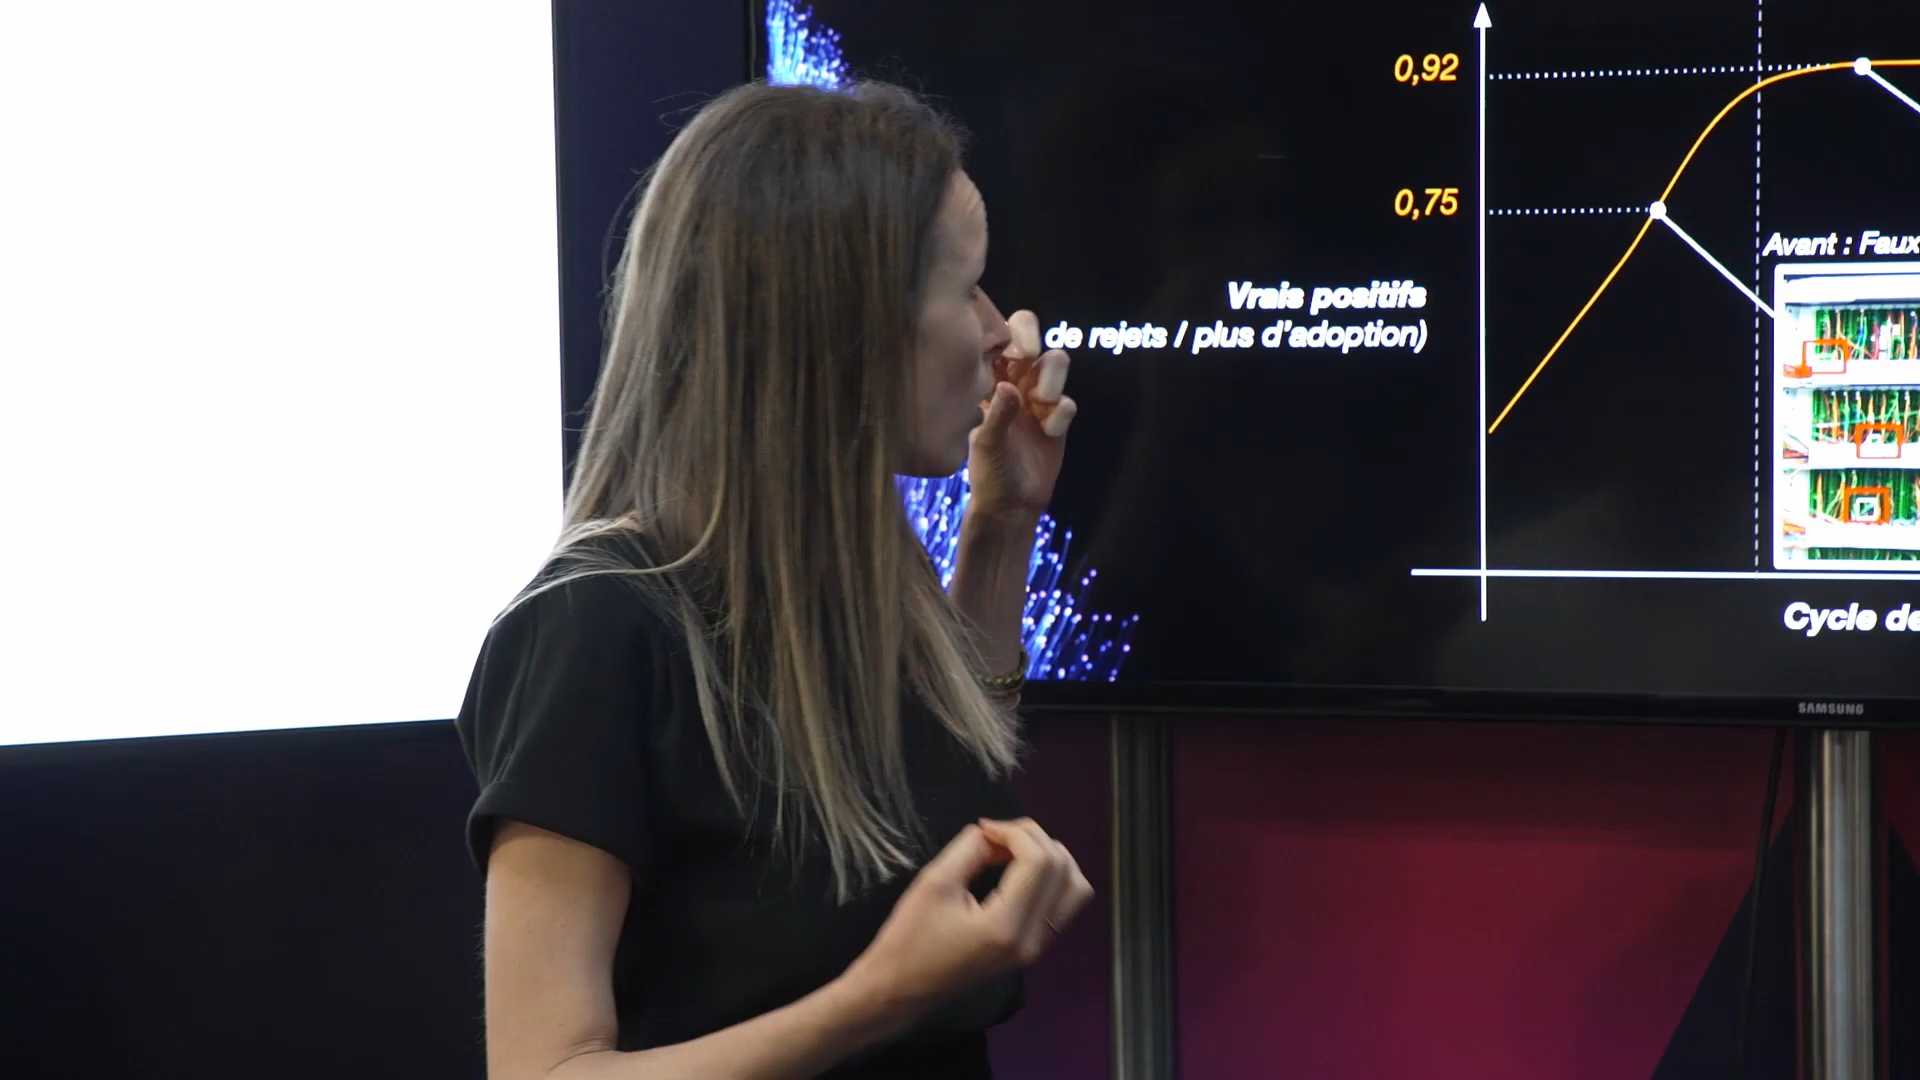 0,92
0,75
Avant : Faux
Vrais positifs
de rejets / plus d'adoption)
Cycle de
SAMSUNG